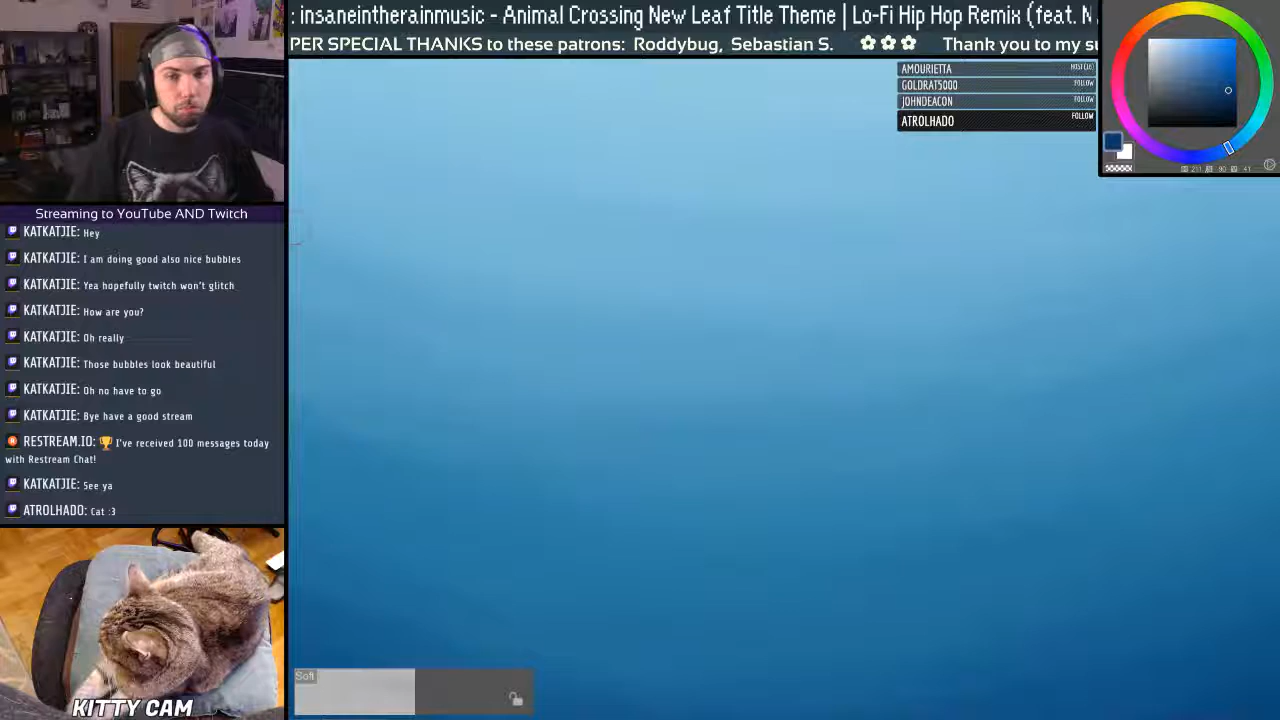 : insaneintherainmusic - Animal Crossing New Leaf Title Theme | Lo-Fi Hip Hop Remix (feat.
PER SPECIAL THANKS to these patrons: Roddybug, Sebastian S. ✿ ✿ ✿ Thank you to my su
AMOURIETTA HOST (16)
GOLDRAT5000 FOLLOW
JOHNDEACON FOLLOW
ATROLHADO FOLLOW
Streaming to YouTube AND Twitch
KATKATJIE: Hey
KATKATJIE: I am doing good also nice bubbles
KATKATJIE: Yea hopefully twitch won't glitch
KATKATJIE: How are you?
KATKATJIE: Oh really
KATKATJIE: Those bubbles look beautiful
KATKATJIE: Oh no have to go
KATKATJIE: Bye have a good stream
RESTREAM.IO: 🏆 I've received 100 messages today
with Restream Chat!
KATKATJIE: See ya
ATROLHADO: Cat :3
KITTY CAM
Soft